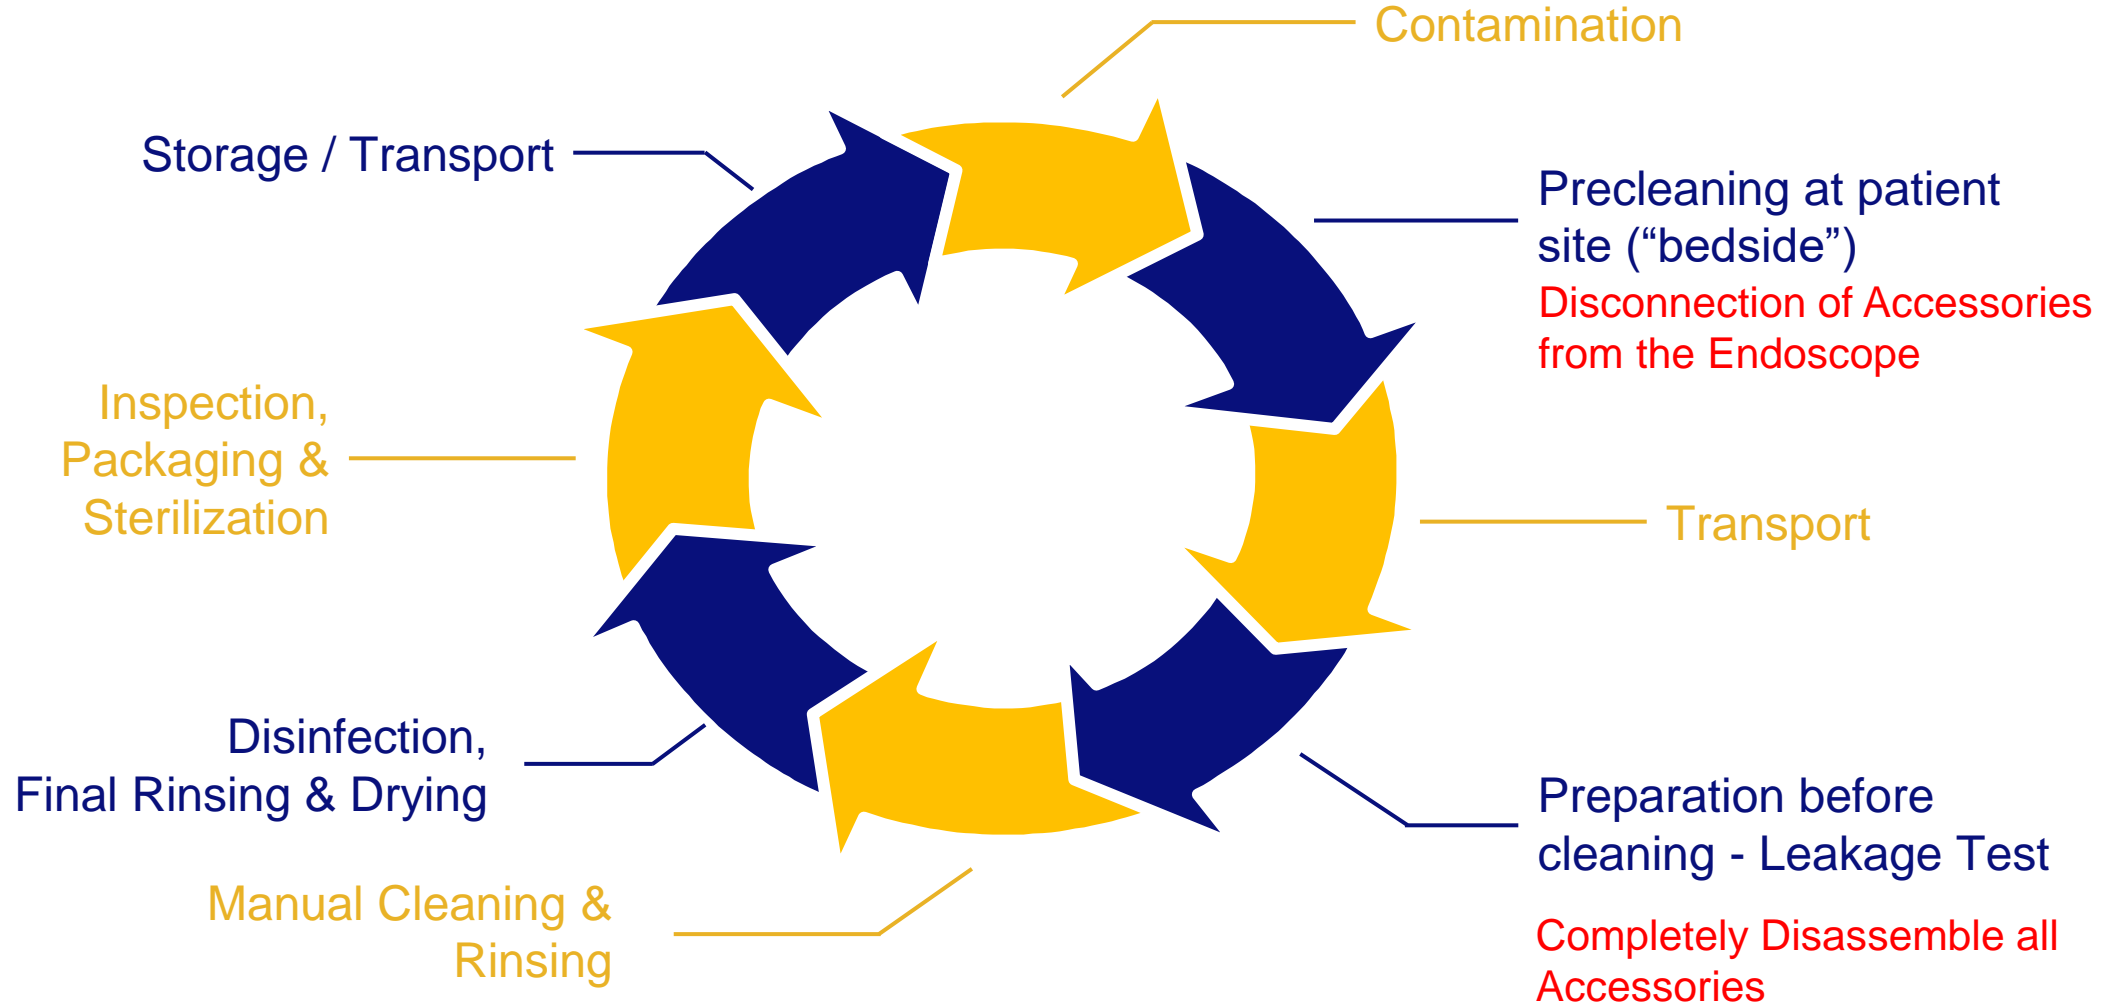 Contamination
Storage / Transport
Precleaning at patient
site (“bedside”)
Disconnection of Accessories
from the Endoscope
Inspection,
Packaging &
Sterilization
Transport
Disinfection,
Final Rinsing & Drying
Preparation before
cleaning - Leakage Test
Manual Cleaning &
Rinsing
Completely Disassemble all
Accessories